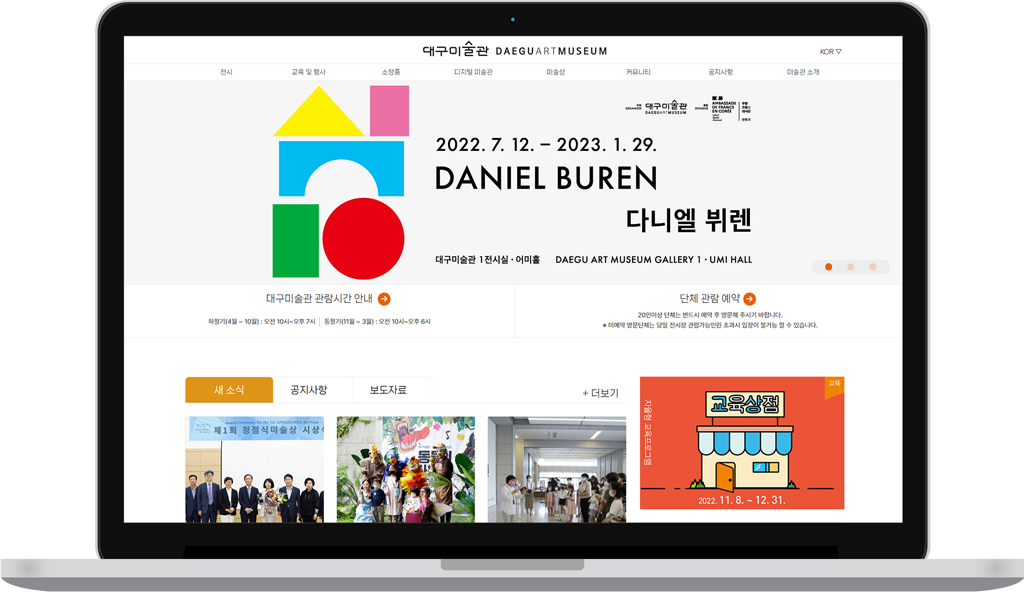 대구미술관 DAEGUARTMUSEUM
KOR ▽
전시 교육 및 행사 소장품 디지털 미술관 미술상 커뮤니티 공지사항 미술관 소개
주최 ORGANIZER 대구미술관 DAEGUARTMUSEUM
후원 SPONSOR AMBASSADE DE FRANCE EN CORÉE
2022. 7. 12. – 2023. 1. 29.
DANIEL BUREN
다니엘 뷔렌
대구미술관 1전시실・어미홀 DAEGU ART MUSEUM GALLERY 1・UMI HALL
대구미술관 관람시간 안내
하절기(4월 ~ 10월) : 오전 10시~오후 7시 | 동절기(11월 ~ 3월) : 오전 10시~오후 6시
단체 관람 예약
20인이상 단체는 반드시 예약 후 방문해 주시기 바랍니다.
※ 미예약 방문단체는 당일 전시장 관람가능인원 초과시 입장이 불가능 할 수 있습니다.
새 소식 공지사항 보도자료 + 더보기
제1회 정점식미술상 시상식
교육
교육상점
자율형 교육프로그램
2022. 11. 8. ~ 12. 31.